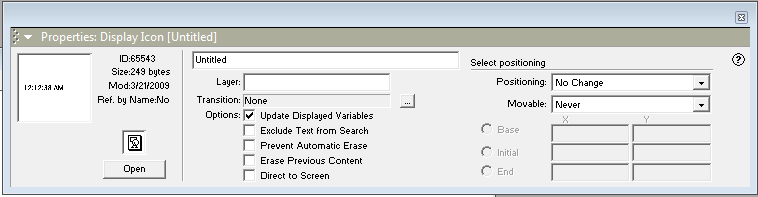 Properties: Display Icon [Untitled]
12:12:38 AM
ID:65543
Size:249 bytes
Mod:3/21/2009
Ref. by Name:No
Open
Untitled
Layer:
Transition: None ...
Options: Update Displayed Variables
Exclude Text from Search
Prevent Automatic Erase
Erase Previous Content
Direct to Screen
Select positioning
Positioning: No Change
Movable: Never
X Y
Base
Initial
End
?